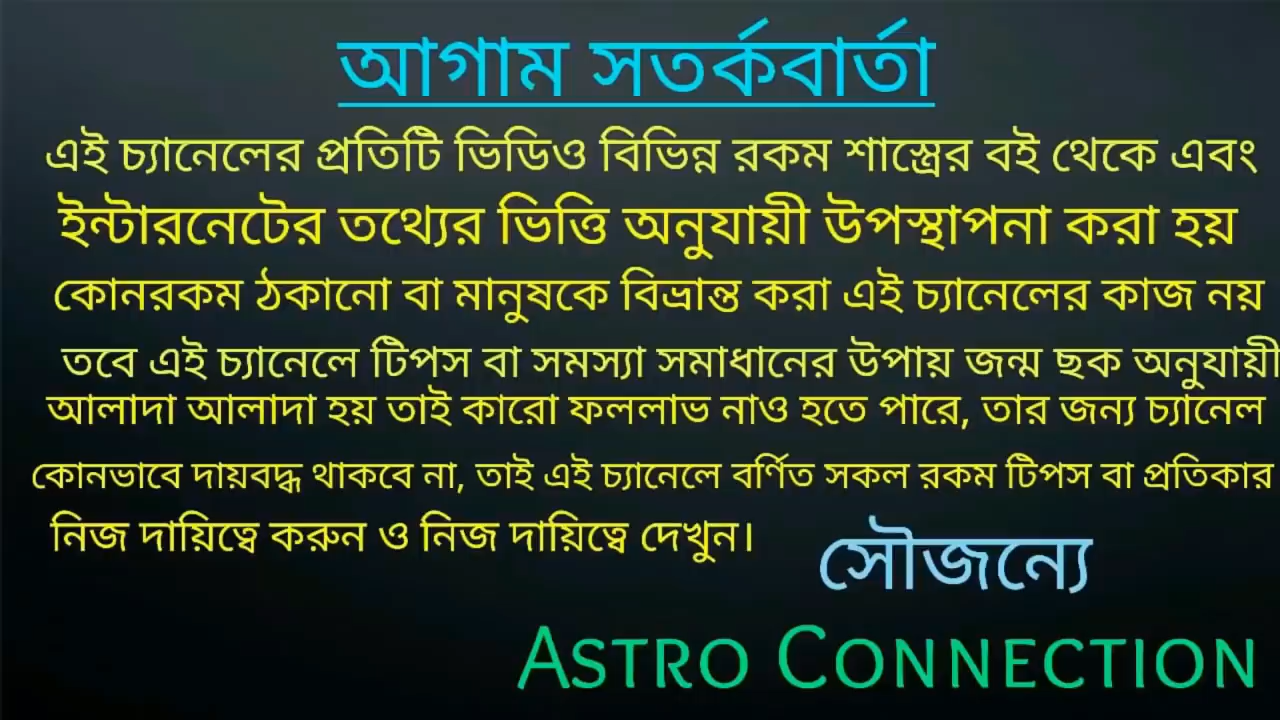 আগাম সতর্কবার্তা
এই চ্যানেলের প্রতিটি ভিডিও বিভিন্ন রকম শাস্ত্রের বই থেকে এবং
ইন্টারনেটের তথ্যের ভিত্তি অনুযায়ী উপস্থাপনা করা হয়
কোনরকম ঠকানো বা মানুষকে বিভ্রান্ত করা এই চ্যানেলের কাজ নয়
তবে এই চ্যানেলে টিপস বা সমস্যা সমাধানের উপায় জন্ম ছক অনুযায়ী
আলাদা আলাদা হয় তাই কারো ফললাভ নাও হতে পারে, তার জন্য চ্যানেল
কোনভাবে দায়বদ্ধ থাকবে না, তাই এই চ্যানেলে বর্ণিত সকল রকম টিপস বা প্রতিকার
নিজ দায়িত্বে করুন ও নিজ দায়িত্বে দেখুন।
সৌজন্যে
ASTRO CONNECTION